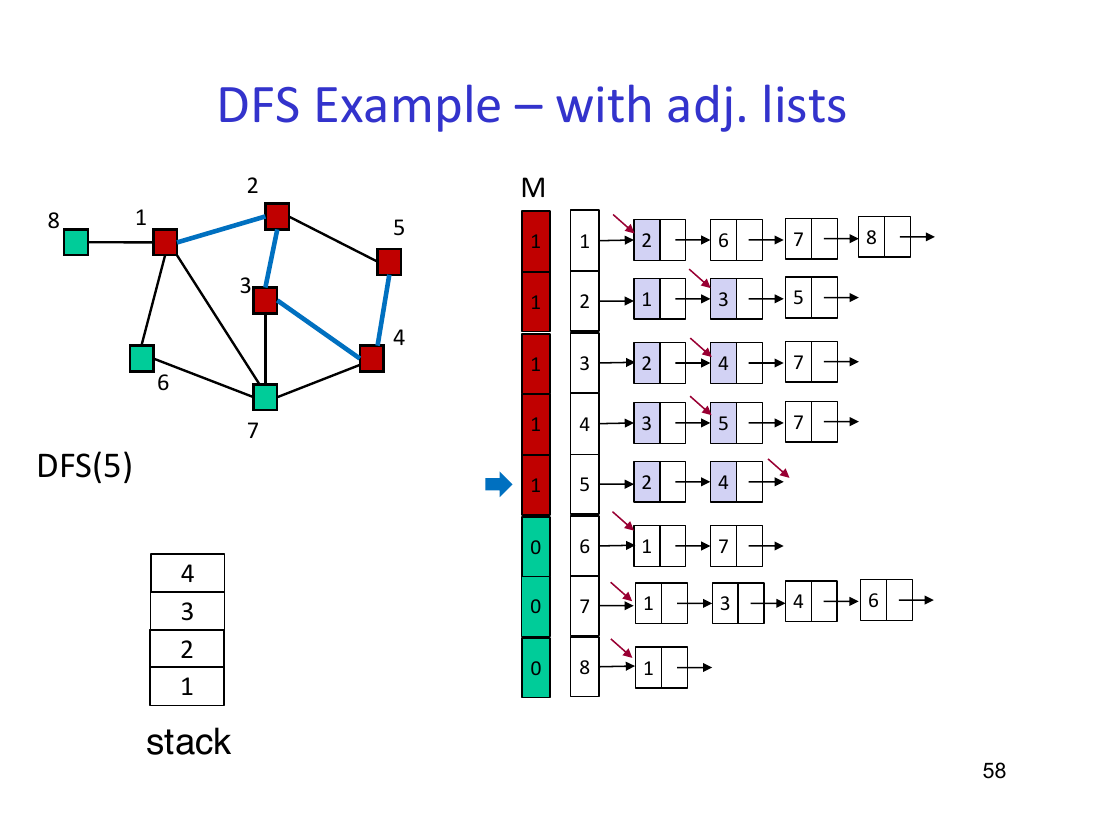 DFS Example – with adj. lists
M
2
8
1
5
3
4
6
7
1 1 2 6 7 8
1 2 1 3 5
1 3 2 4 7
1 4 3 5 7
1 5 2 4
0 6 1 7
0 7 1 3 4 6
0 8 1
DFS(5)
4
3
2
1
stack
58